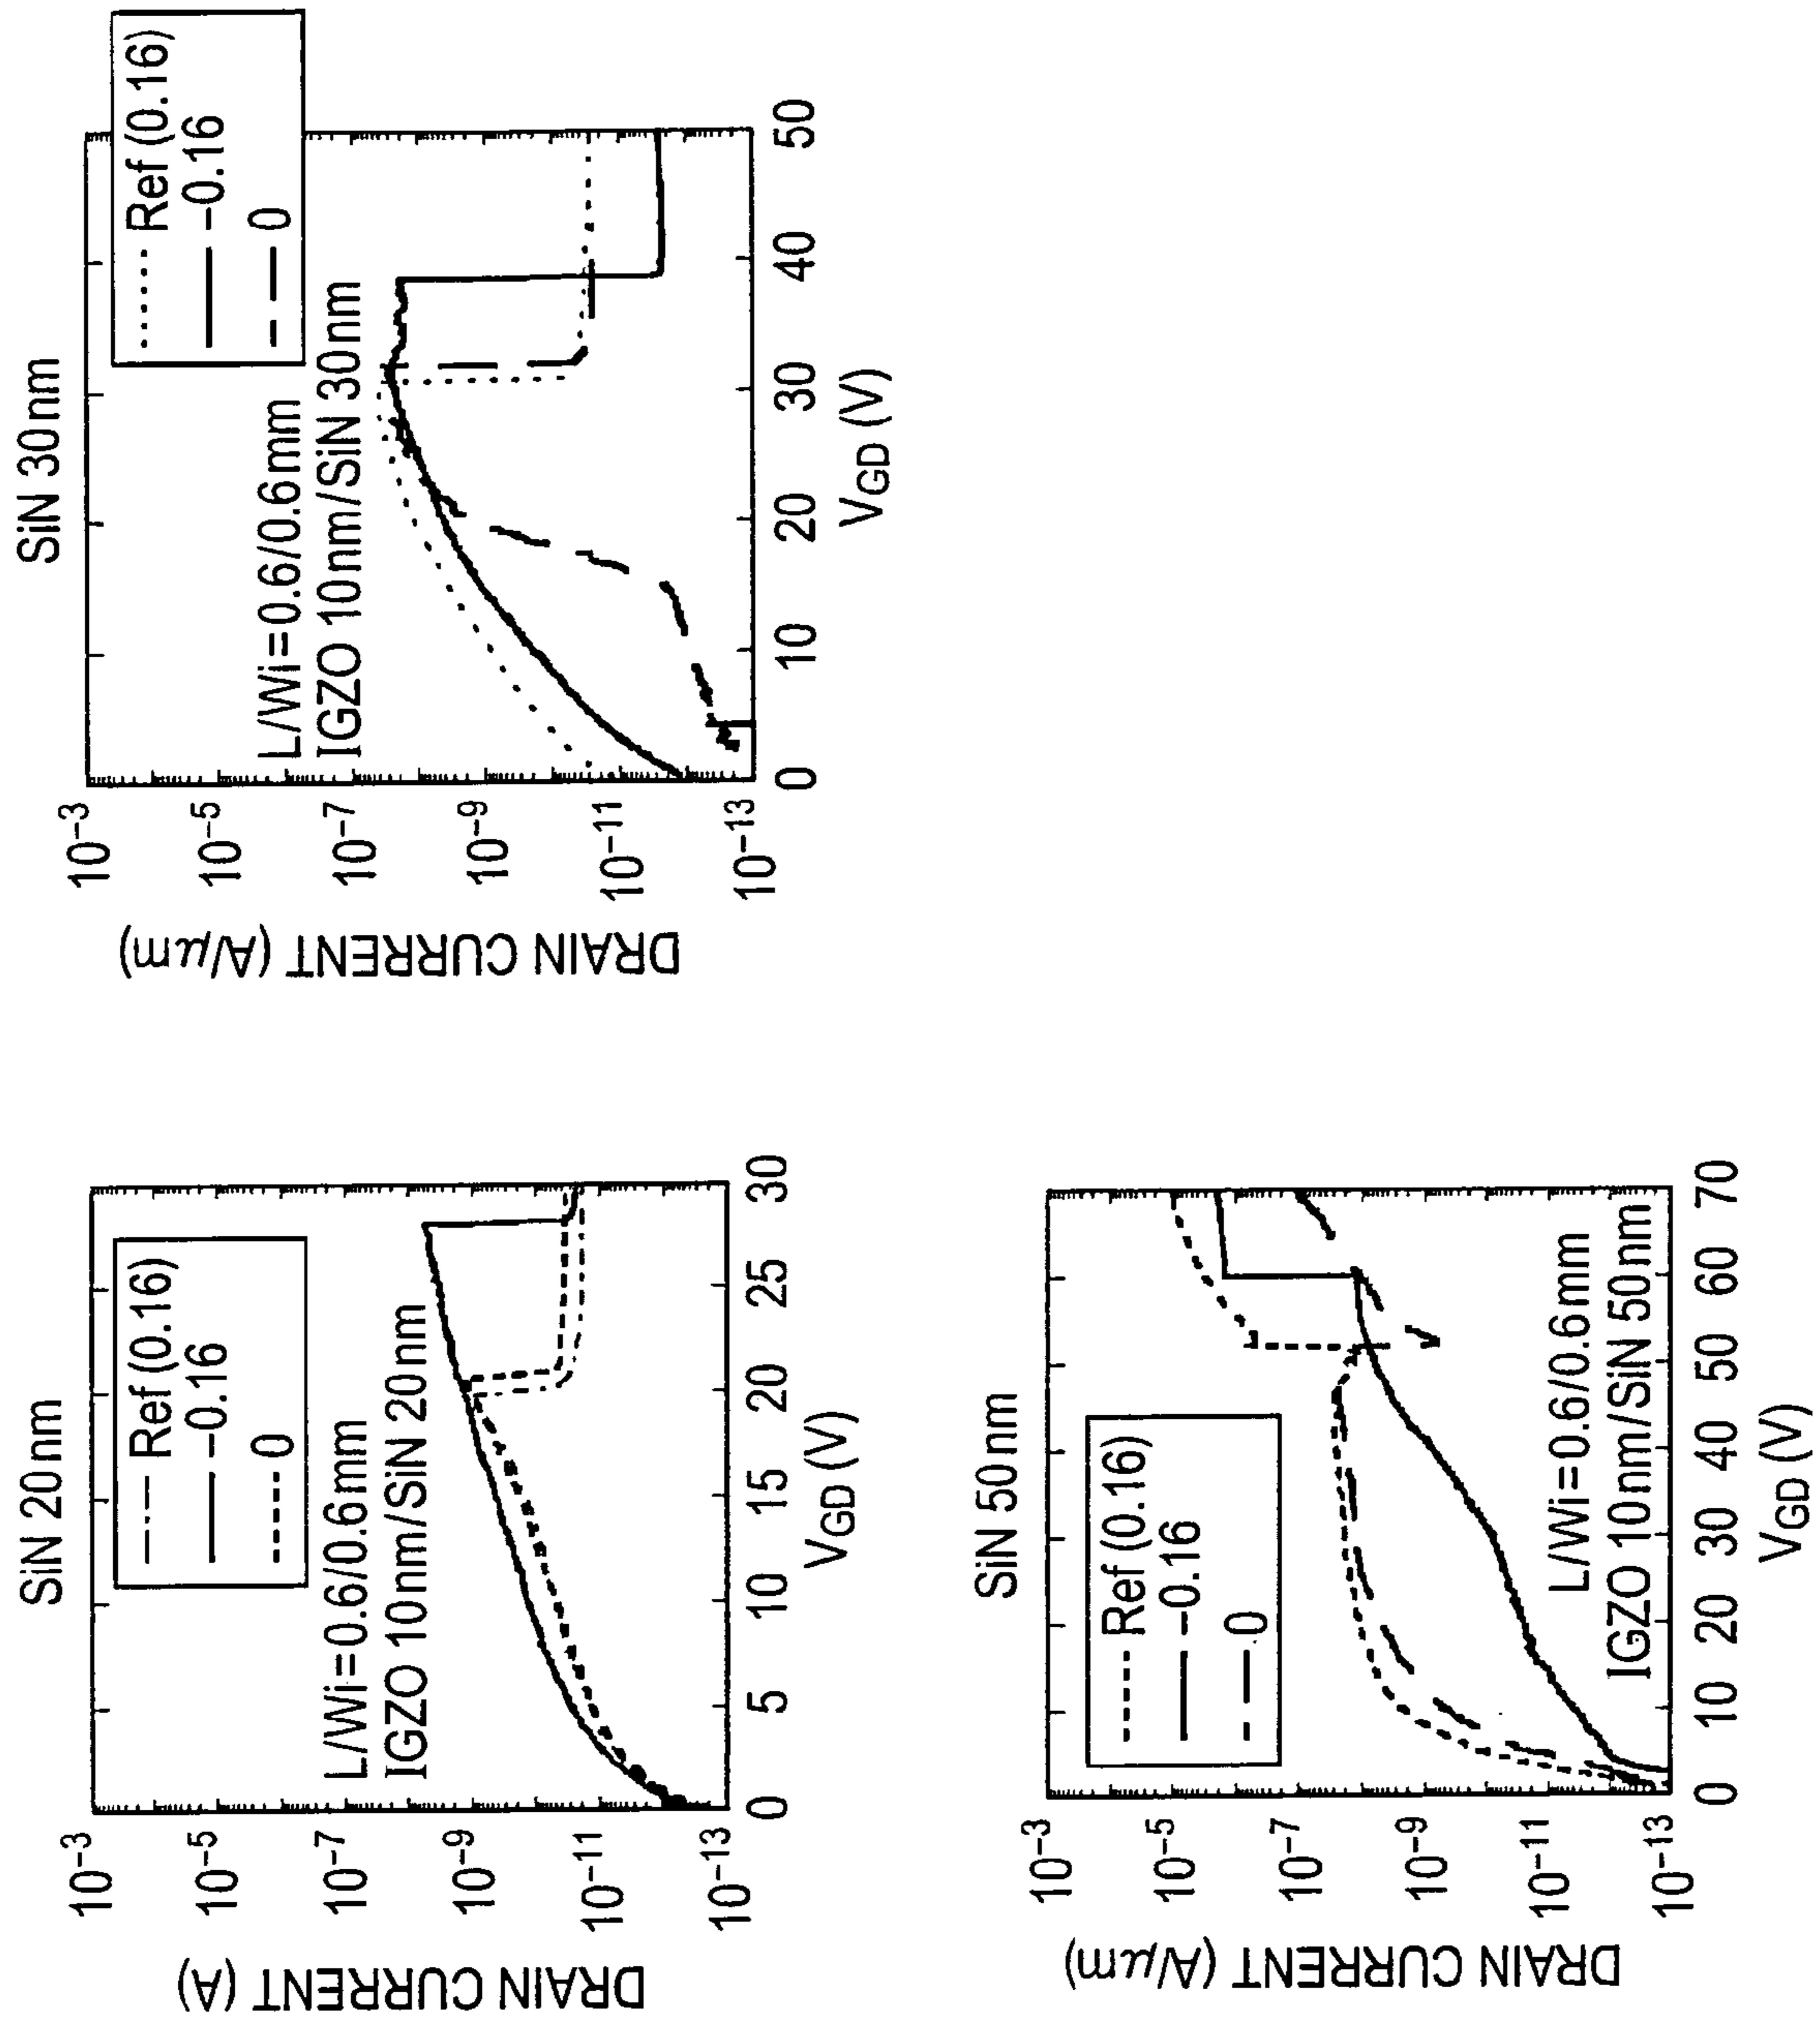 SiN 20nm
Ref (0.16)
-0.16
0
L/Wi=0.6/0.6mm
IGZO 10nm/SiN 20nm
DRAIN CURRENT (A)
10⁻³
10⁻⁵
10⁻⁷
10⁻⁹
10⁻¹¹
10⁻¹³
0 5 10 15 20 25 30
V_GD (V)
SiN 30nm
Ref (0.16)
-0.16
0
L/Wi=0.6/0.6mm
IGZO 10nm/SiN 30nm
DRAIN CURRENT (A/μm)
10⁻³
10⁻⁵
10⁻⁷
10⁻⁹
10⁻¹¹
10⁻¹³
0 10 20 30 40 50
V_GD (V)
SiN 50nm
Ref (0.16)
-0.16
0
L/Wi=0.6/0.6mm
IGZO 10nm/SiN 50nm
DRAIN CURRENT (A/μm)
10⁻³
10⁻⁵
10⁻⁷
10⁻⁹
10⁻¹¹
10⁻¹³
0 10 20 30 40 50 60 70
V_GD (V)